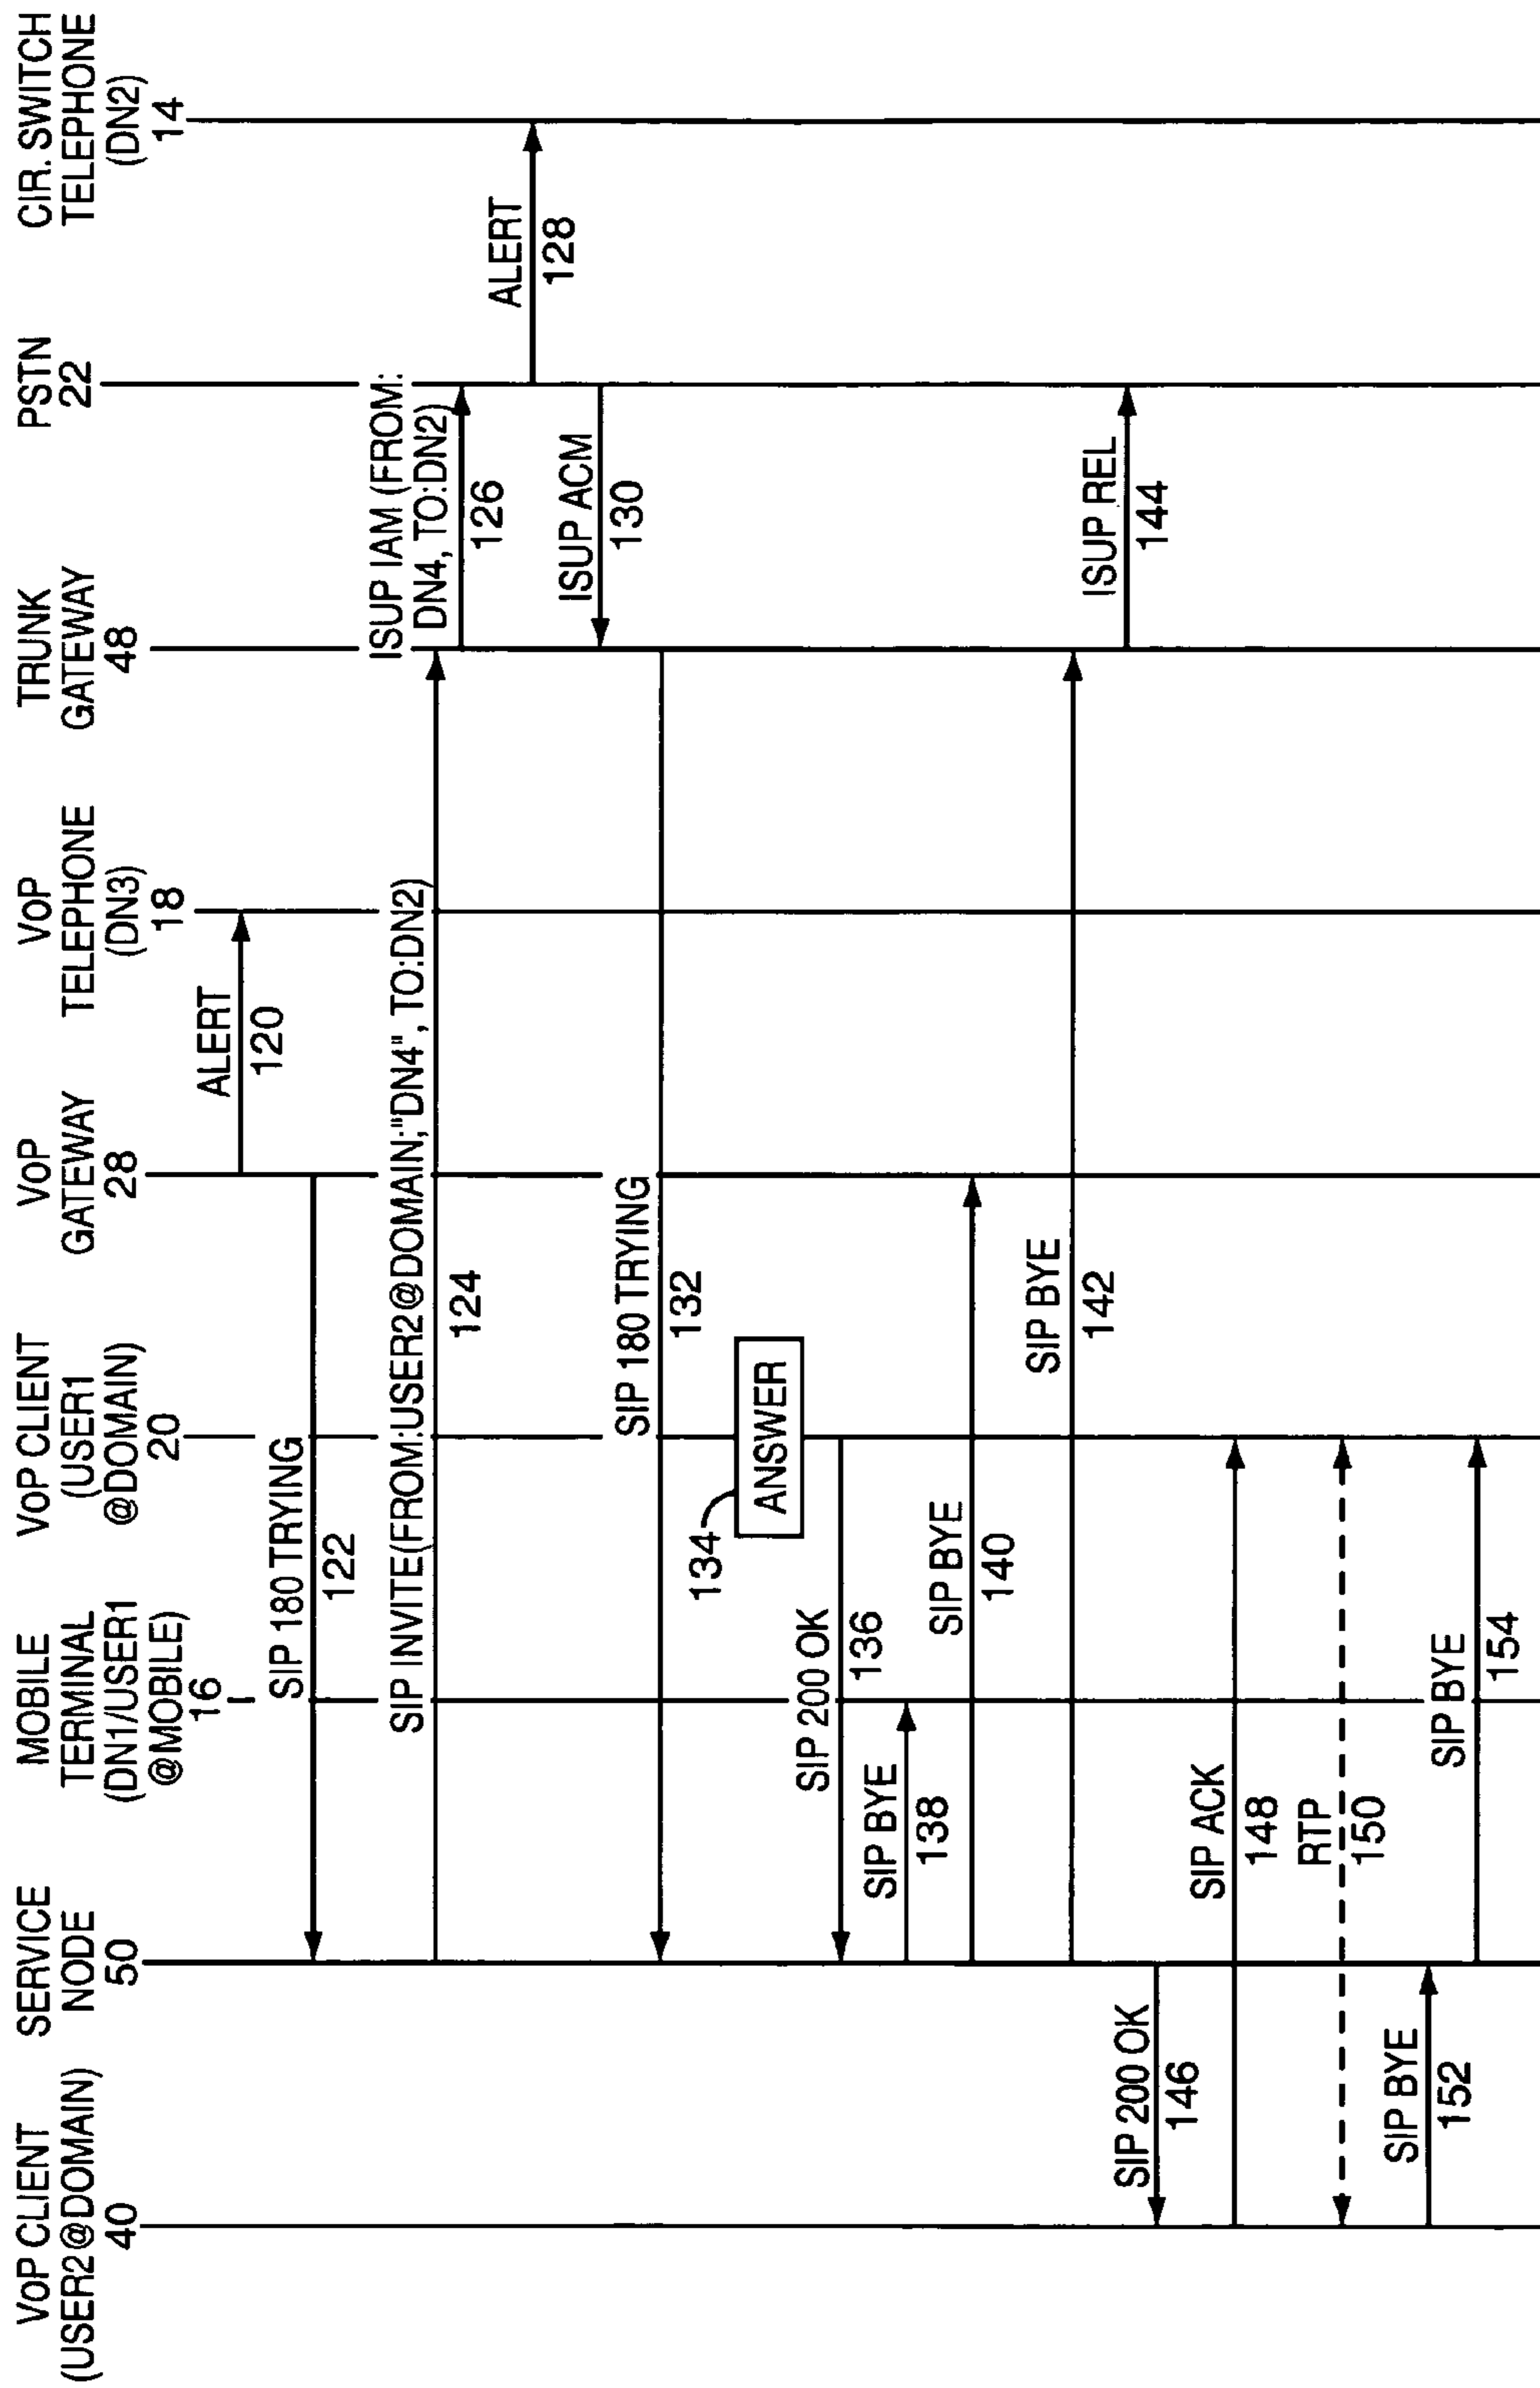 VoP CLIENT
(USER2@DOMAIN)
40
SERVICE
NODE
50
MOBILE
TERMINAL
(DN1/USER1
@MOBILE)
16
VoP CLIENT
(USER1
@DOMAIN)
20
VoP
GATEWAY
28
VoP
TELEPHONE
(DN3)
18
TRUNK
GATEWAY
48
PSTN
22
CIR. SWITCH
TELEPHONE
(DN2)
14
ALERT
120
SIP 180 TRYING
122
SIP INVITE(FROM:USER2@DOMAIN;"DN4", TO:DN2)
124
ISUP IAM (FROM:
DN4, TO:DN2)
126
ALERT
128
ISUP ACM
130
SIP 180 TRYING
132
134
ANSWER
SIP 200 OK
136
SIP BYE
138
SIP BYE
140
SIP BYE
142
ISUP REL
144
SIP 200 OK
146
SIP ACK
148
RTP
150
SIP BYE
152
SIP BYE
154